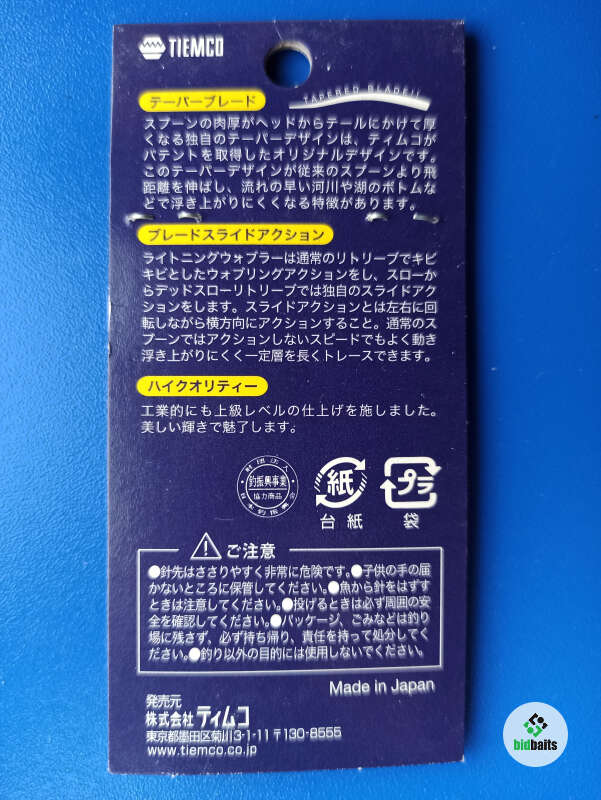 TIEMCO
テーパーブレード
TAPERED BLADE!!
スプーンの肉厚がヘッドからテールにかけて厚
くなる独自のテーパーデザインは、ティムコが
パテントを取得したオリジナルデザインです。
このテーパーデザインが従来のスプーンより飛
距離を伸ばし、流れの早い河川や湖のボトムな
どで浮き上がりにくくなる特徴があります。
ブレードスライドアクション
ライトニングウォブラーは通常のリトリーブでキビ
キビとしたウォブリングアクションをし、スローか
らデッドスローリトリーブでは独自のスライドアク
ションをします。スライドアクションとは左右に回
転しながら横方向にアクションすること。通常のス
プーンではアクションしないスピードでもよく動き
浮き上がりにくく一定層を長くトレースできます。
ハイクオリティー
工業的にも上級レベルの仕上げを施しました。
美しい輝きで魅了します。
財団法人
釣振興事業
協力商品
日本釣振興会
紙
台紙
プラ
袋
ご注意
●針先はささりやすく非常に危険です。●子供の手の届
かないところに保管してください。●魚から針をはずす
ときは注意してください。●投げるときは必ず周囲の安
全を確認してください。●パッケージ、ごみなどは釣り
場に残さず、必ず持ち帰り、責任を持って処分してく
ださい。●釣り以外の目的には使用しないでください。
Made in Japan
発売元
株式会社ティムコ
東京都墨田区菊川3-1-11 〒130-8555
www.tiemco.co.jp
bidbaits